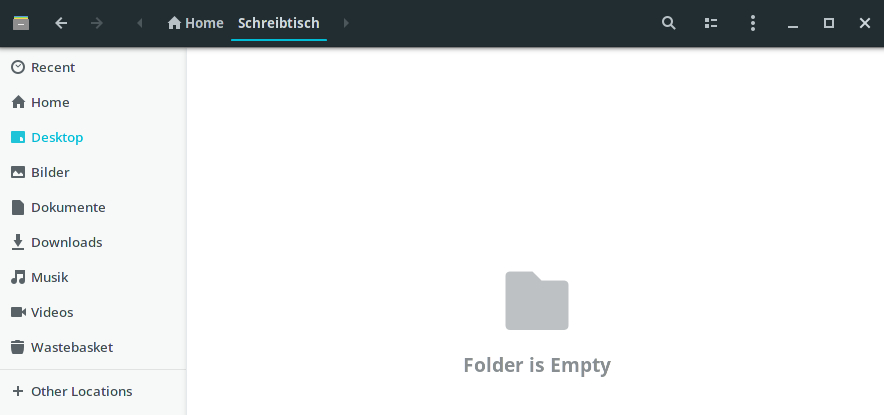 Home Schreibtisch
Recent
Home
Desktop
Bilder
Dokumente
Downloads
Musik
Videos
Wastebasket
Other Locations
Folder is Empty